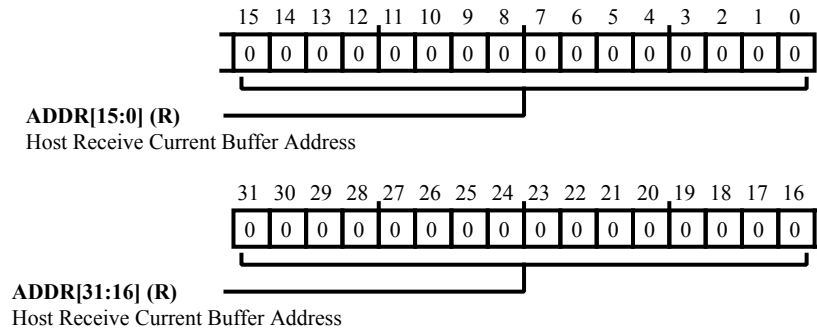 15 14 13 12 11 10 9 8 7 6 5 4 3 2 1 0
0 0 0 0 0 0 0 0 0 0 0 0 0 0 0 0
ADDR[15:0] (R)
Host Receive Current Buffer Address
31 30 29 28 27 26 25 24 23 22 21 20 19 18 17 16
0 0 0 0 0 0 0 0 0 0 0 0 0 0 0 0
ADDR[31:16] (R)
Host Receive Current Buffer Address